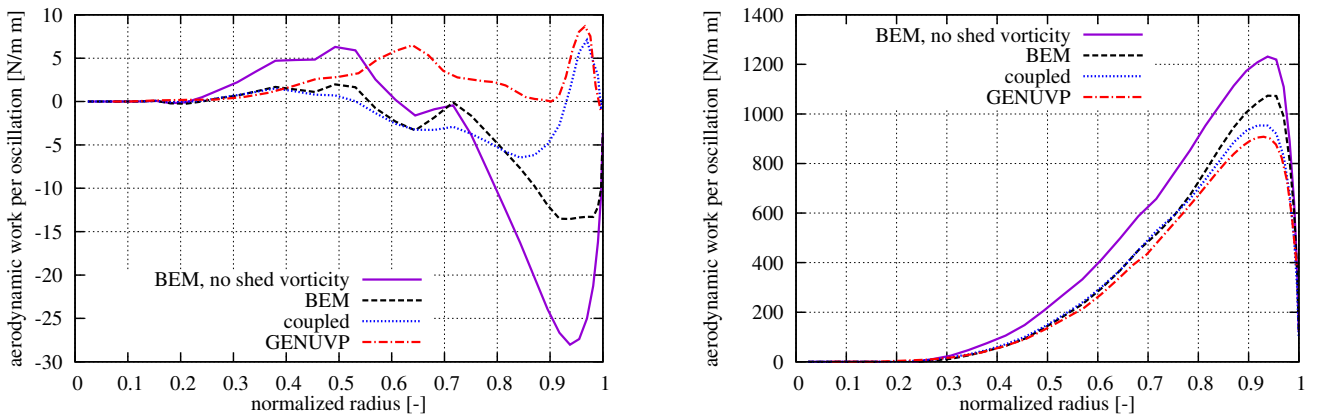 aerodynamic work per oscillation [N/m m]
10
5
0
-5
-10
-15
-20
-25
-30
BEM, no shed vorticity
BEM
coupled
GENUVP
0 0.1 0.2 0.3 0.4 0.5 0.6 0.7 0.8 0.9 1
normalized radius [-]
aerodynamic work per oscillation [N/m m]
1400
1200
1000
800
600
400
200
0
BEM, no shed vorticity
BEM
coupled
GENUVP
0 0.1 0.2 0.3 0.4 0.5 0.6 0.7 0.8 0.9 1
normalized radius [-]